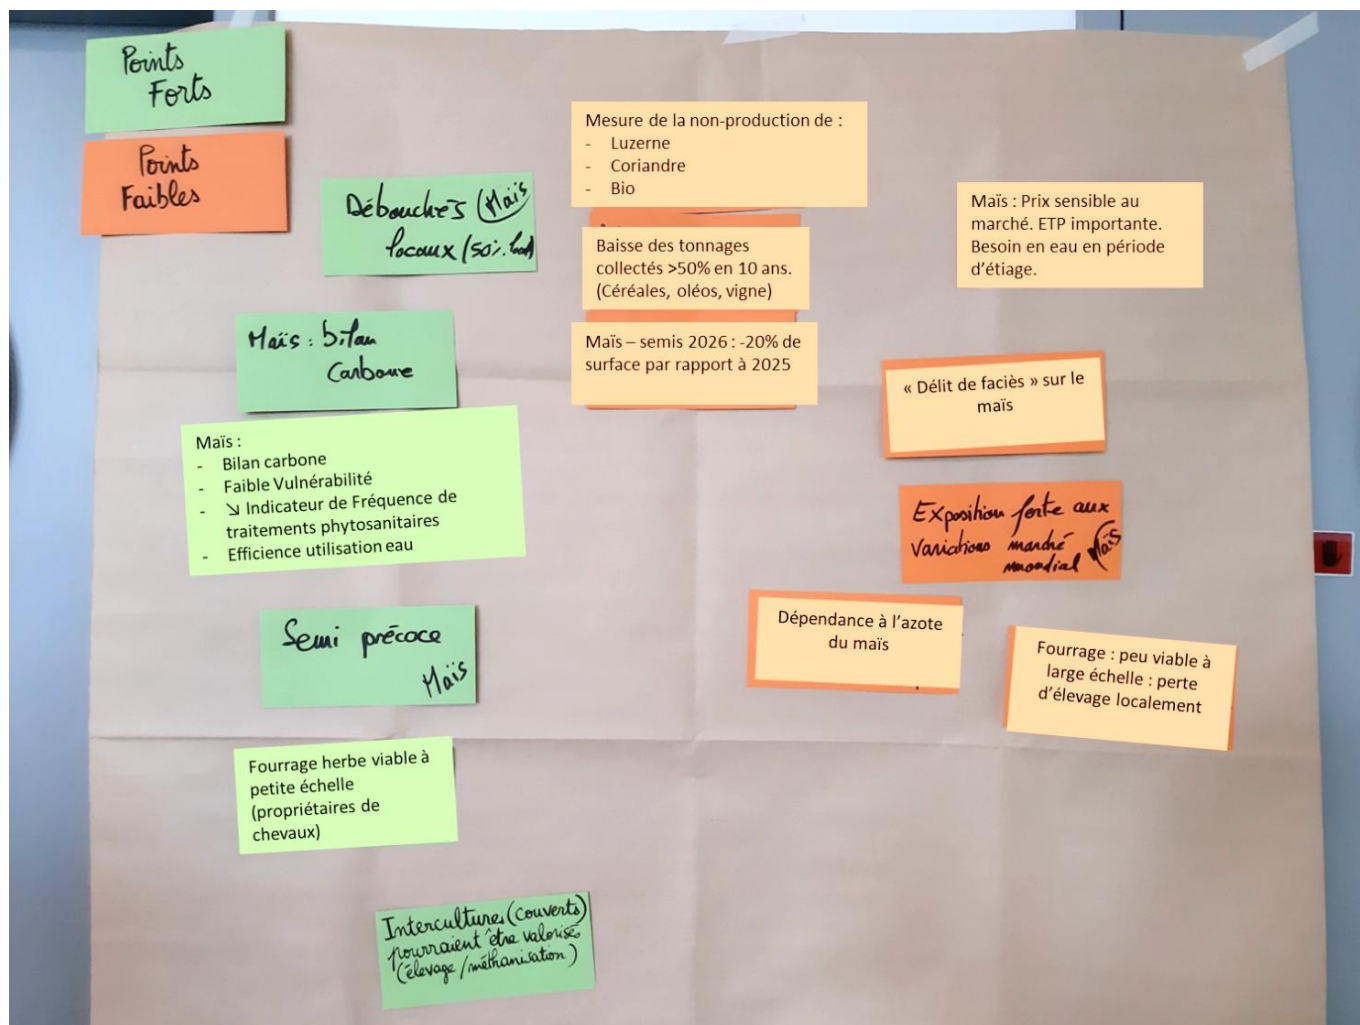 Points
Forts
Points
Faibles
Débouchés (Maïs)
locaux (50%
Maïs : bilan
Carbone
Maïs :
- Bilan carbone
- Faible Vulnérabilité
- ↘ Indicateur de Fréquence de
traitements phytosanitaires
- Efficience utilisation eau
Semi précoce
Maïs
Fourrage herbe viable à
petite échelle
(propriétaires de
chevaux)
Intercultures (couverts)
pourraient être valorisés
(élevage / méthanisation)
Mesure de la non-production de :
- Luzerne
- Coriandre
- Bio
Baisse des tonnages
collectés >50% en 10 ans.
(Céréales, oléos, vigne)
Maïs – semis 2026 : -20% de
surface par rapport à 2025
Maïs : Prix sensible au
marché. ETP importante.
Besoin en eau en période
d’étiage.
« Délit de faciès » sur le
maïs
Exposition forte aux
variations marché
mondial (Maïs
Dépendance à l’azote
du maïs
Fourrage : peu viable à
large échelle : perte
d’élevage localement